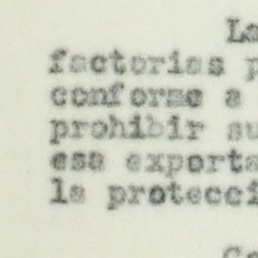 La
factorias p
conforme a
prohibir su
esa exporta
la protecci